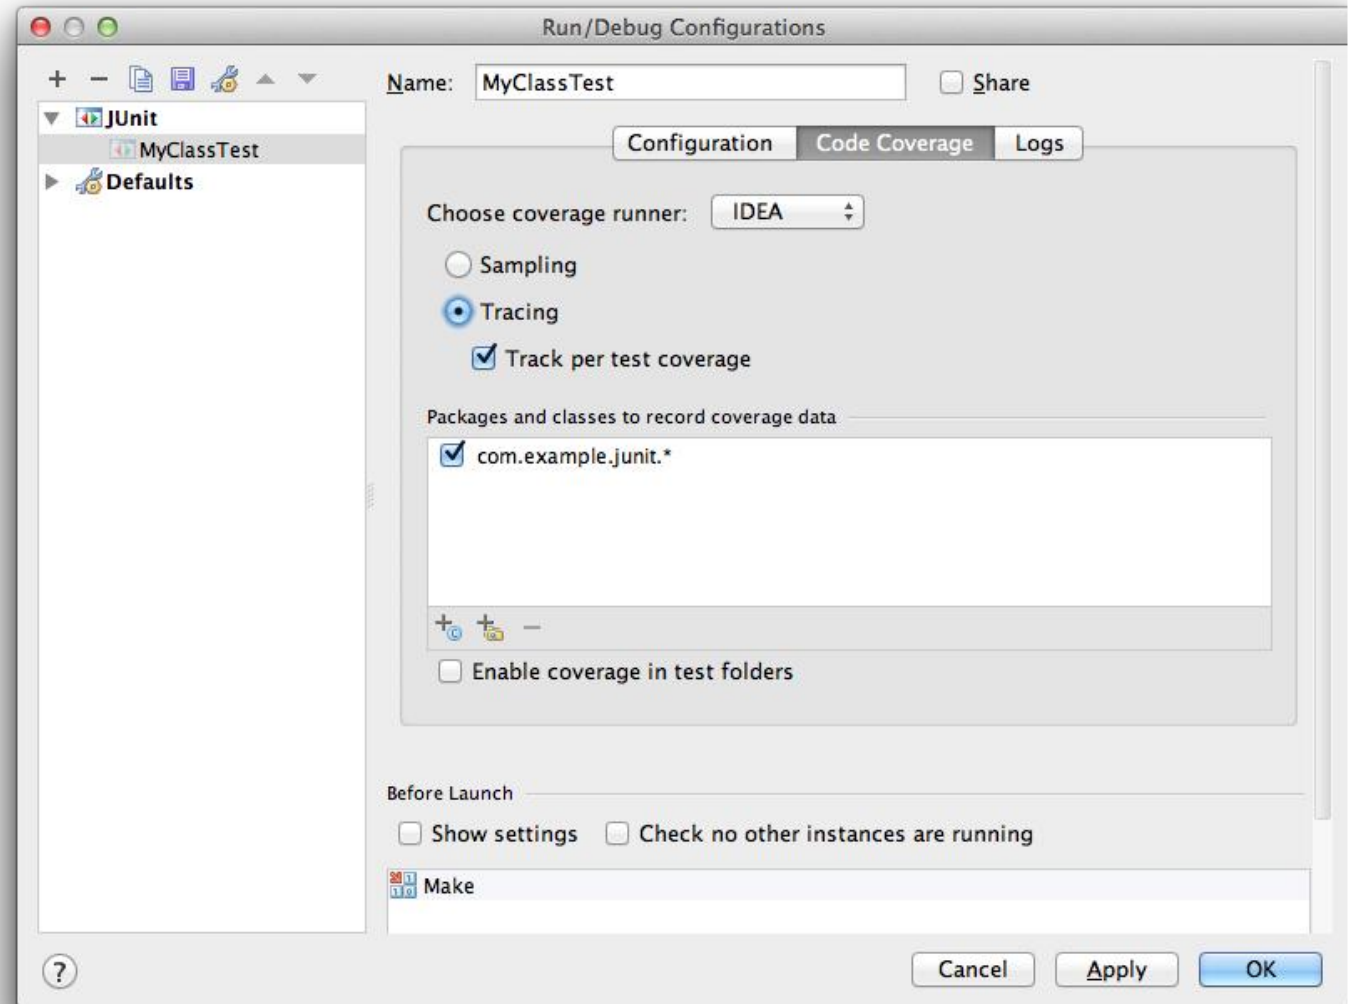 Run/Debug Configurations
Name: MyClassTest Share
JUnit
MyClassTest
Defaults
Configuration Code Coverage Logs
Choose coverage runner: IDEA
Sampling
Tracing
Track per test coverage
Packages and classes to record coverage data
com.example.junit.*
Enable coverage in test folders
Before Launch
Show settings Check no other instances are running
Make
? Cancel Apply OK